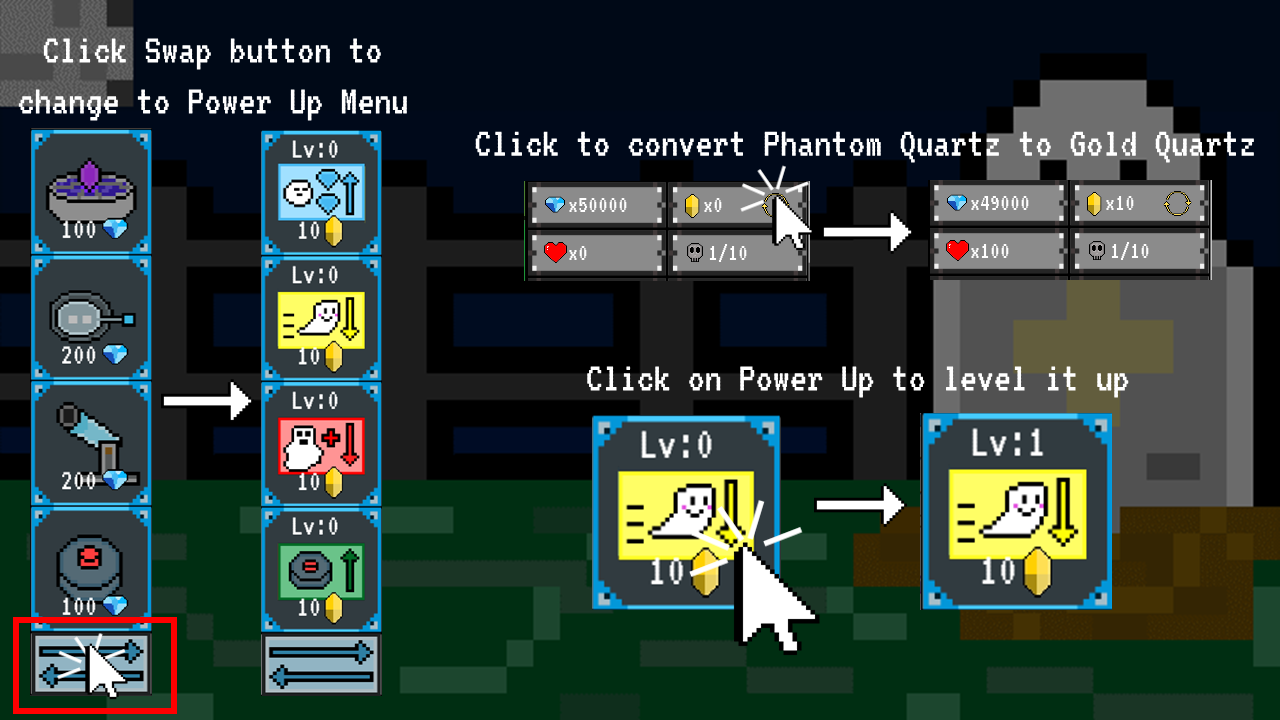 Click Swap button to
change to Power Up Menu
100
200
200
100
Lv:0
10
Lv:0
10
Lv:0
10
Lv:0
10
Click to convert Phantom Quartz to Gold Quartz
x50000
x0
x0
1/10
x49000
x10
x100
1/10
Click on Power Up to level it up
Lv:0
10
Lv:1
10